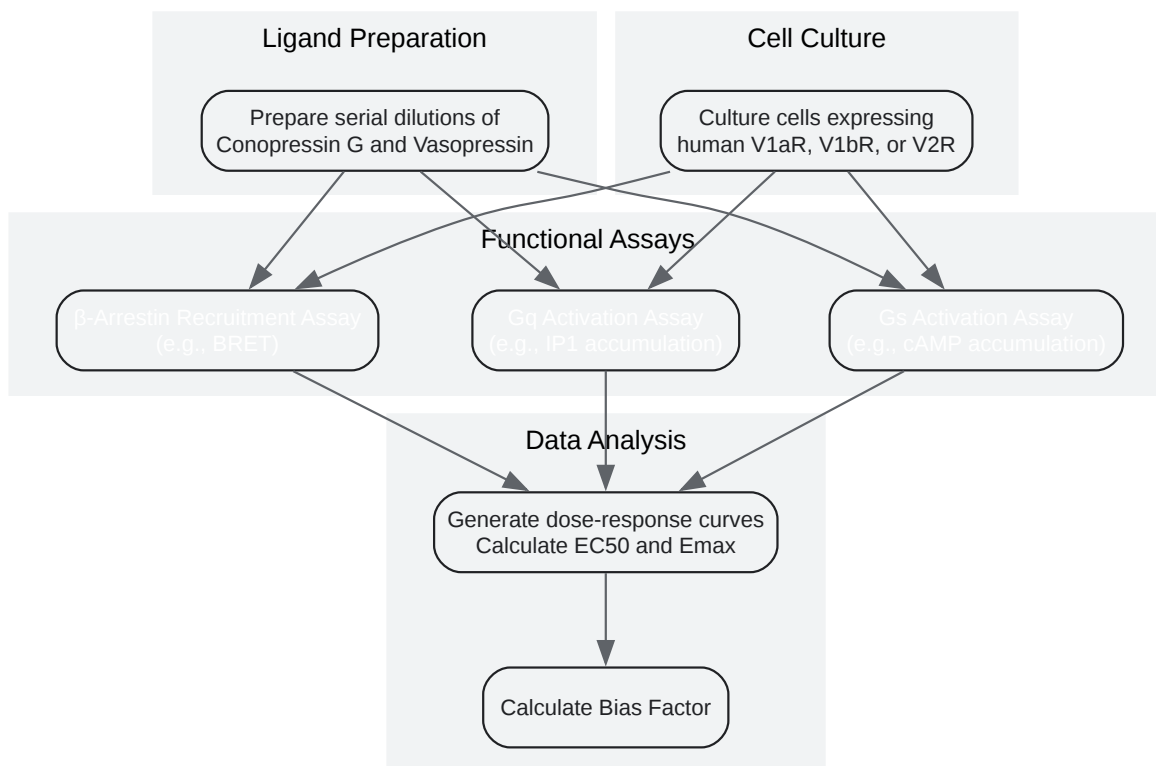 Ligand Preparation
Cell Culture
Prepare serial dilutions of
Conopressin G and Vasopressin
Culture cells expressing
human V1aR, V1bR, or V2R
Functional Assays
β-Arrestin Recruitment Assay
(e.g., BRET)
Gq Activation Assay
(e.g., IP1 accumulation)
Gs Activation Assay
(e.g., cAMP accumulation)
Data Analysis
Generate dose-response curves
Calculate EC50 and Emax
Calculate Bias Factor